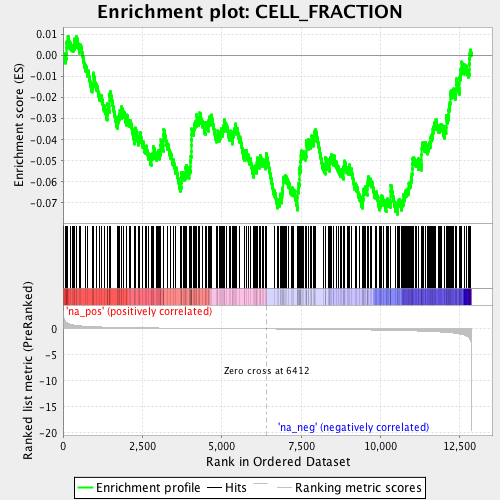 Enrichment plot: CELL_FRACTION
Enrichment score (ES)
0.01
0.00
-0.01
-0.02
-0.03
-0.04
-0.05
-0.06
-0.07
'na_pos' (positively correlated)
Ranked list metric (PreRanked)
0
-5
-10
-15
-20
Zero cross at 6412
'na_neg' (negatively correlated)
0
2,500
5,000
7,500
10,000
12,500
Rank in Ordered Dataset
Enrichment profile
Hits
Ranking metric scores